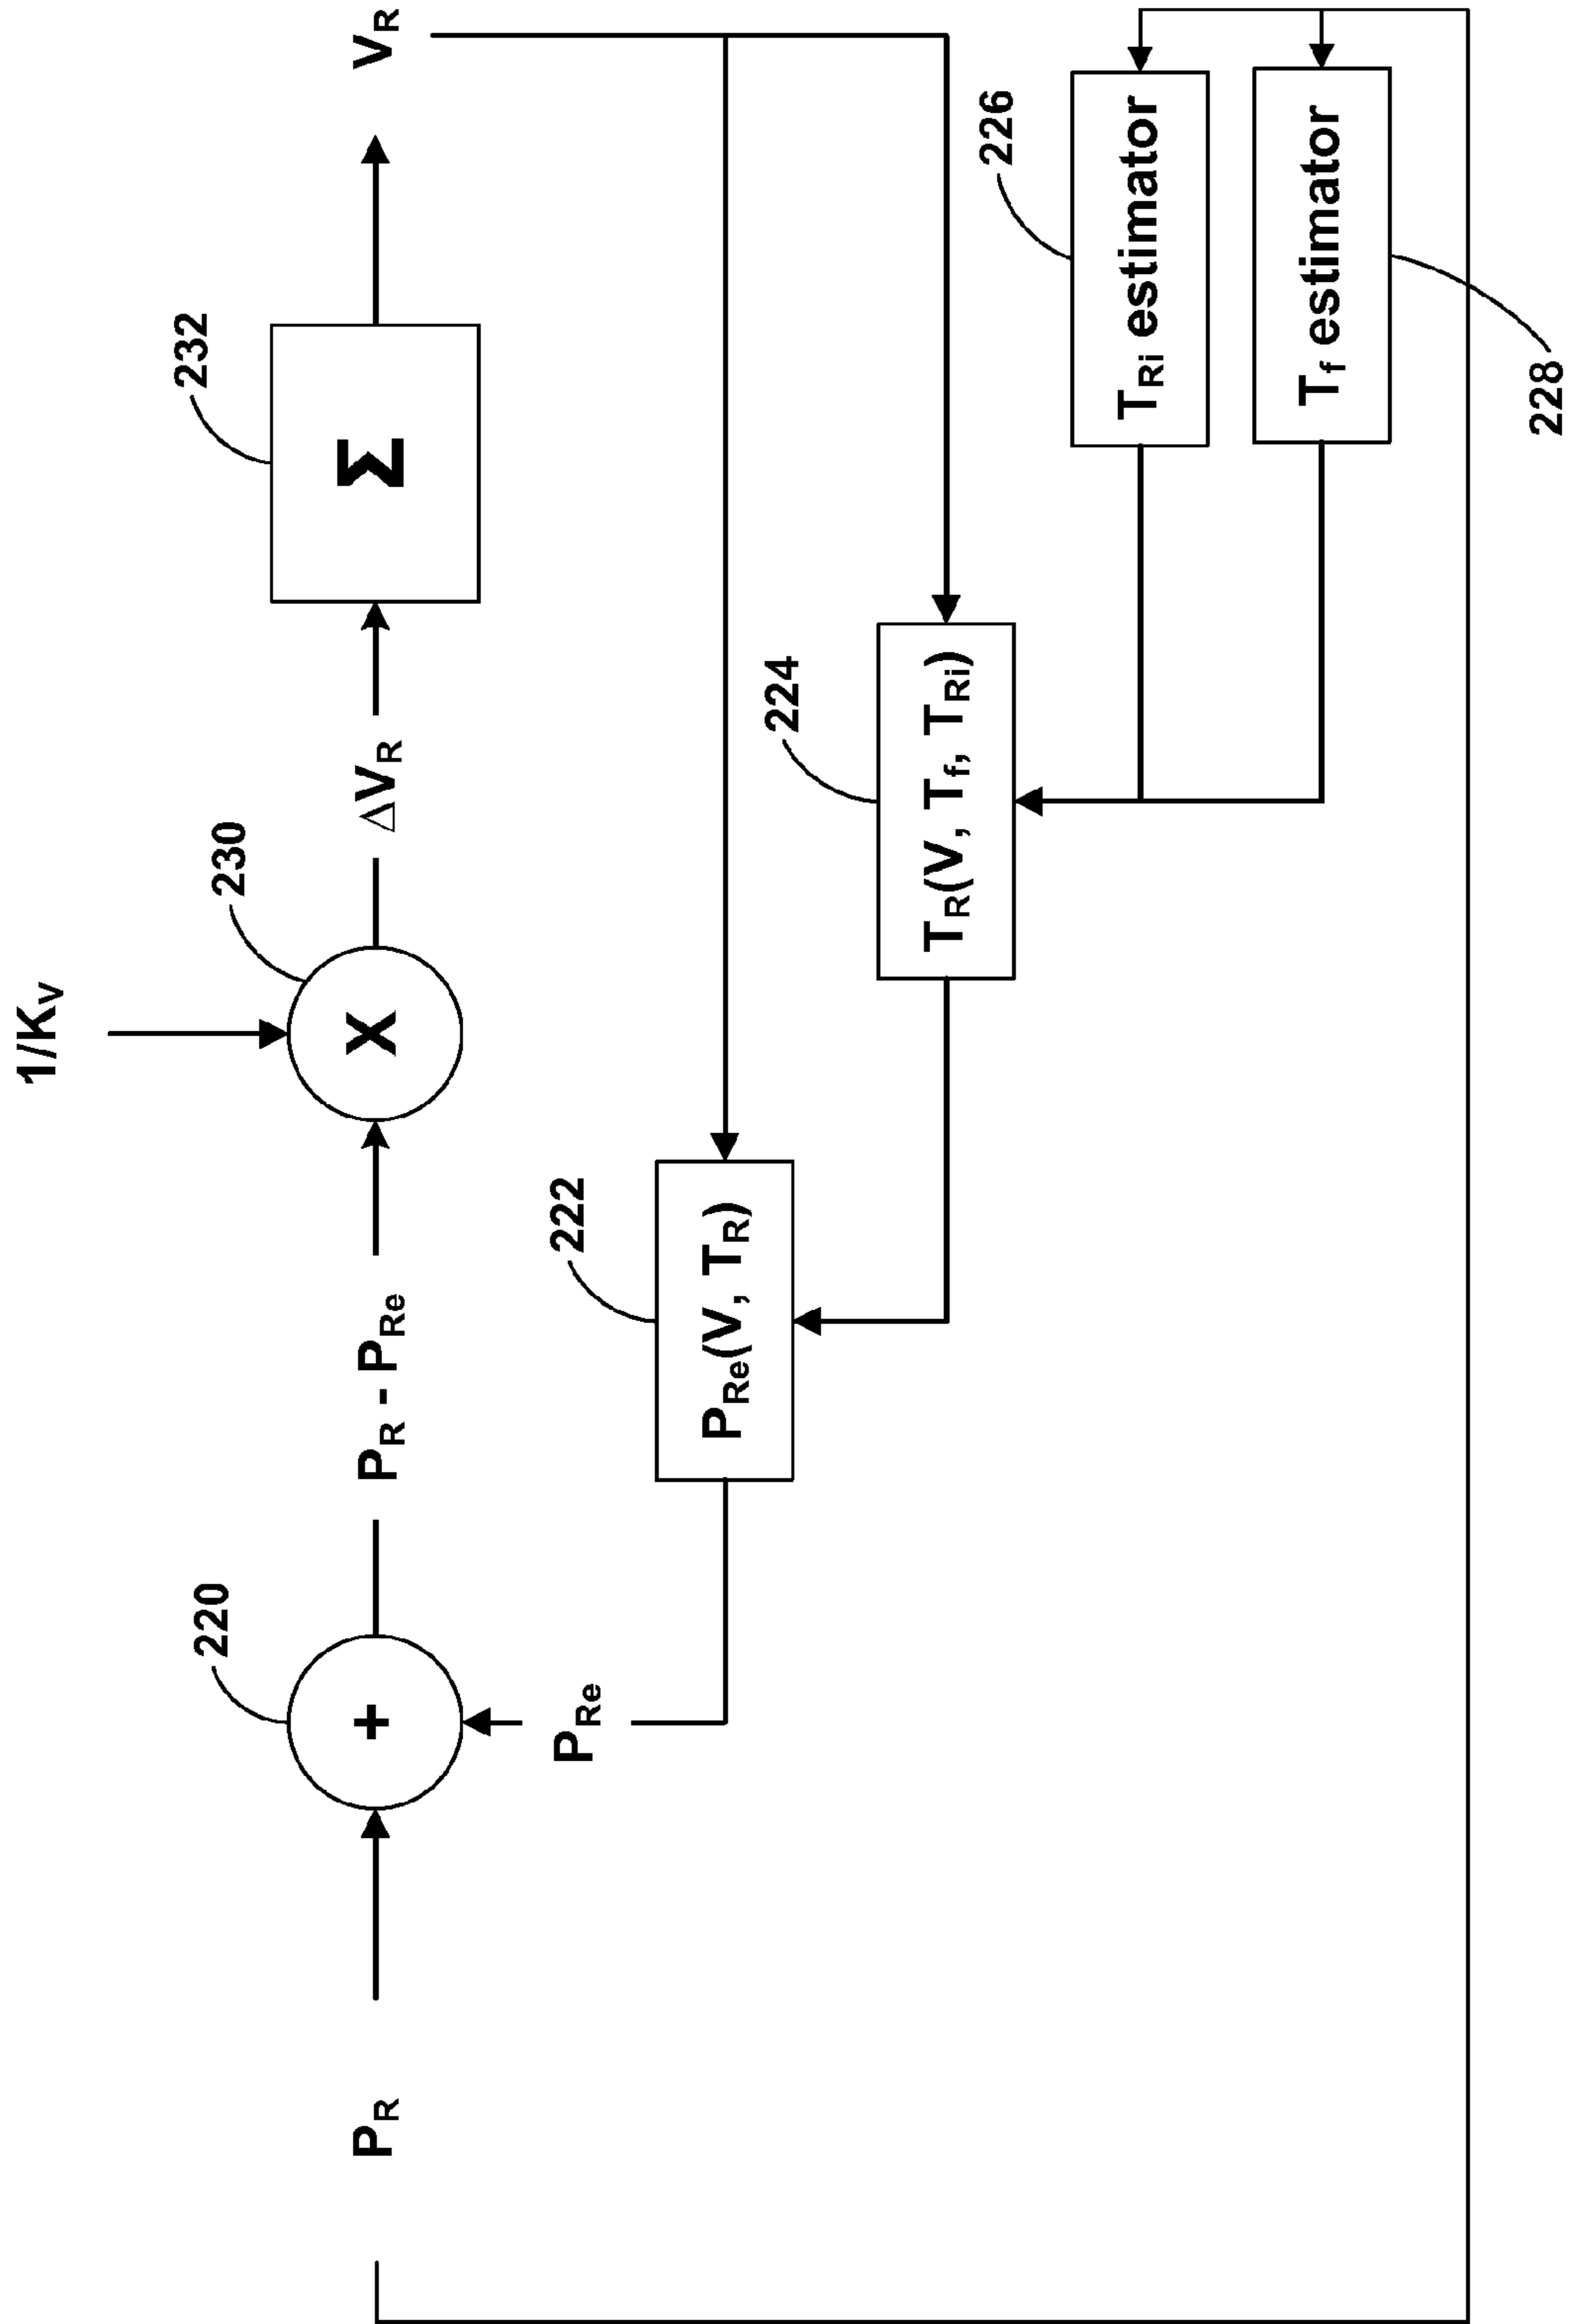 1/K_V
230
232
220
P_R
P_R - P_Re
X
ΔV_R
Σ
V_R
+
P_Re
222
P_Re(V, T_R)
224
T_R(V, T_f, T_Ri)
226
T_Ri estimator
T_f estimator
228